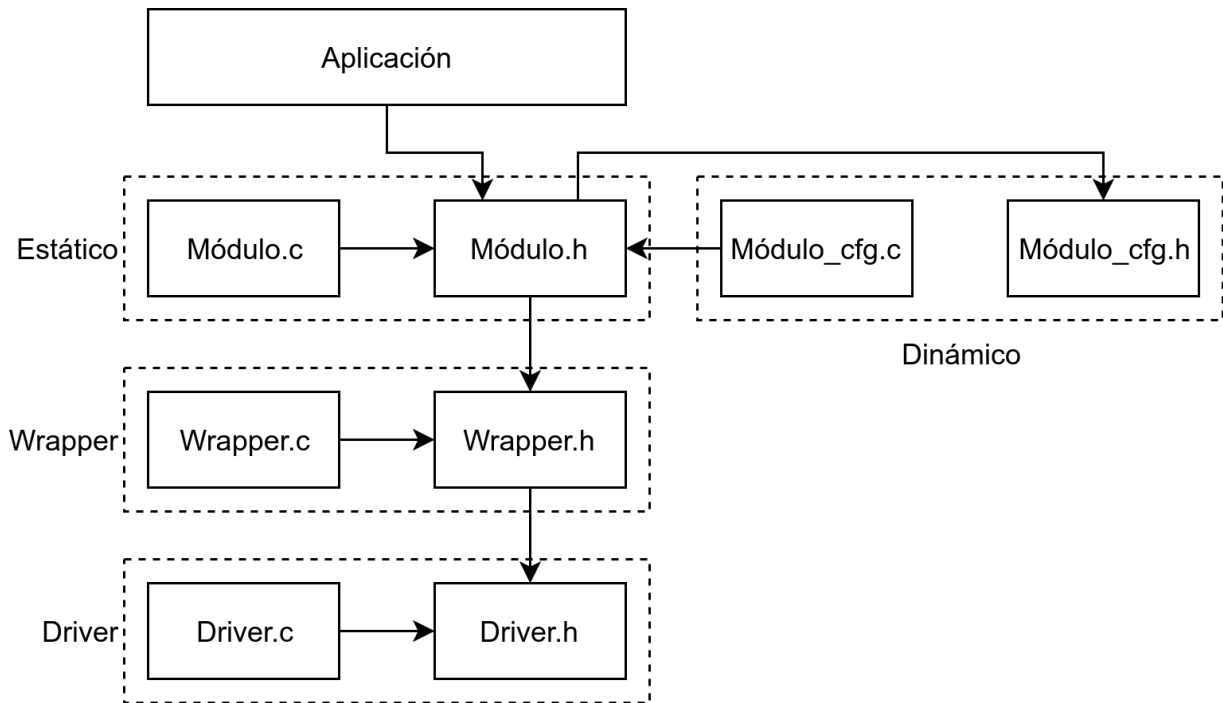 Aplicación
Estático
Módulo.c
Módulo.h
Módulo_cfg.c
Módulo_cfg.h
Dinámico
Wrapper
Wrapper.c
Wrapper.h
Driver
Driver.c
Driver.h